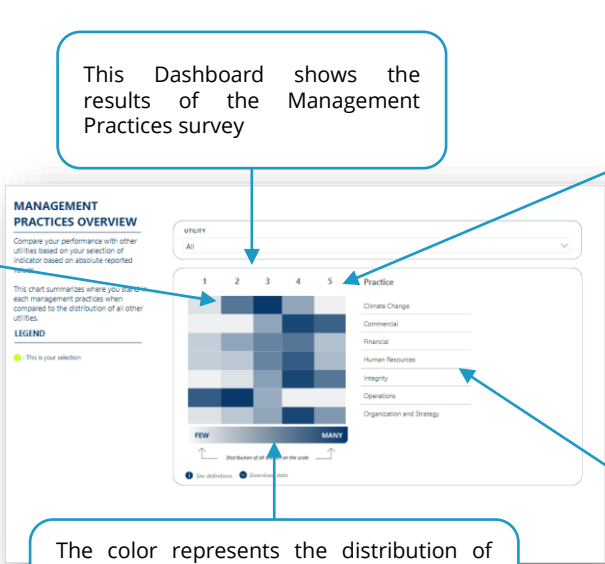 This Dashboard shows the
results of the Management
Practices survey
MANAGEMENT
PRACTICES OVERVIEW
Compare your performance with other
utilities based on your selection of
indicator based on absolute reported
values.
This chart summarizes where you stand in
each management practices when
compared to the distribution of all other
utilities.
LEGEND
: This is your selection
UTILITY
All
1 2 3 4 5 Practice
Climate Change
Commercial
Financial
Human Resources
Integrity
Operations
Organization and Strategy
FEW MANY
Distribution of all on the scale
See definitions Download data
The color represents the distribution of